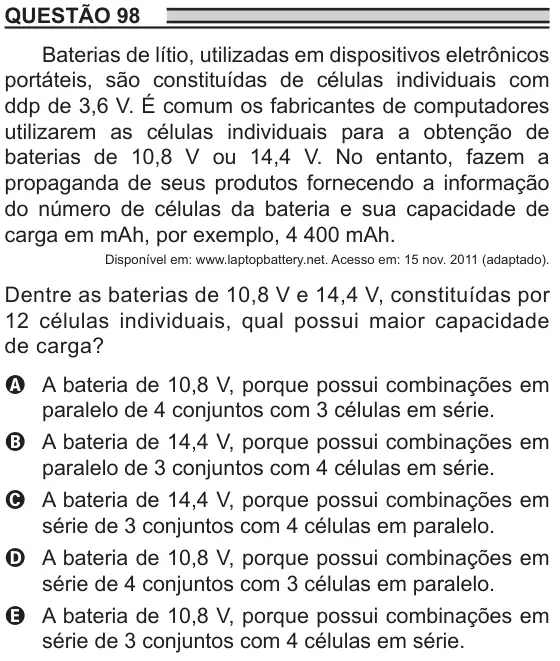 QUESTÃO 98
Baterias de lítio, utilizadas em dispositivos eletrônicos
portáteis, são constituídas de células individuais com
ddp de 3,6 V. É comum os fabricantes de computadores
utilizarem as células individuais para a obtenção de
baterias de 10,8 V ou 14,4 V. No entanto, fazem a
propaganda de seus produtos fornecendo a informação
do número de células da bateria e sua capacidade de
carga em mAh, por exemplo, 4 400 mAh.
Disponível em: www.laptopbattery.net. Acesso em: 15 nov. 2011 (adaptado).
Dentre as baterias de 10,8 V e 14,4 V, constituídas por
12 células individuais, qual possui maior capacidade
de carga?
A A bateria de 10,8 V, porque possui combinações em
paralelo de 4 conjuntos com 3 células em série.
B A bateria de 14,4 V, porque possui combinações em
paralelo de 3 conjuntos com 4 células em série.
C A bateria de 14,4 V, porque possui combinações em
série de 3 conjuntos com 4 células em paralelo.
D A bateria de 10,8 V, porque possui combinações em
série de 4 conjuntos com 3 células em paralelo.
E A bateria de 10,8 V, porque possui combinações em
série de 3 conjuntos com 4 células em série.